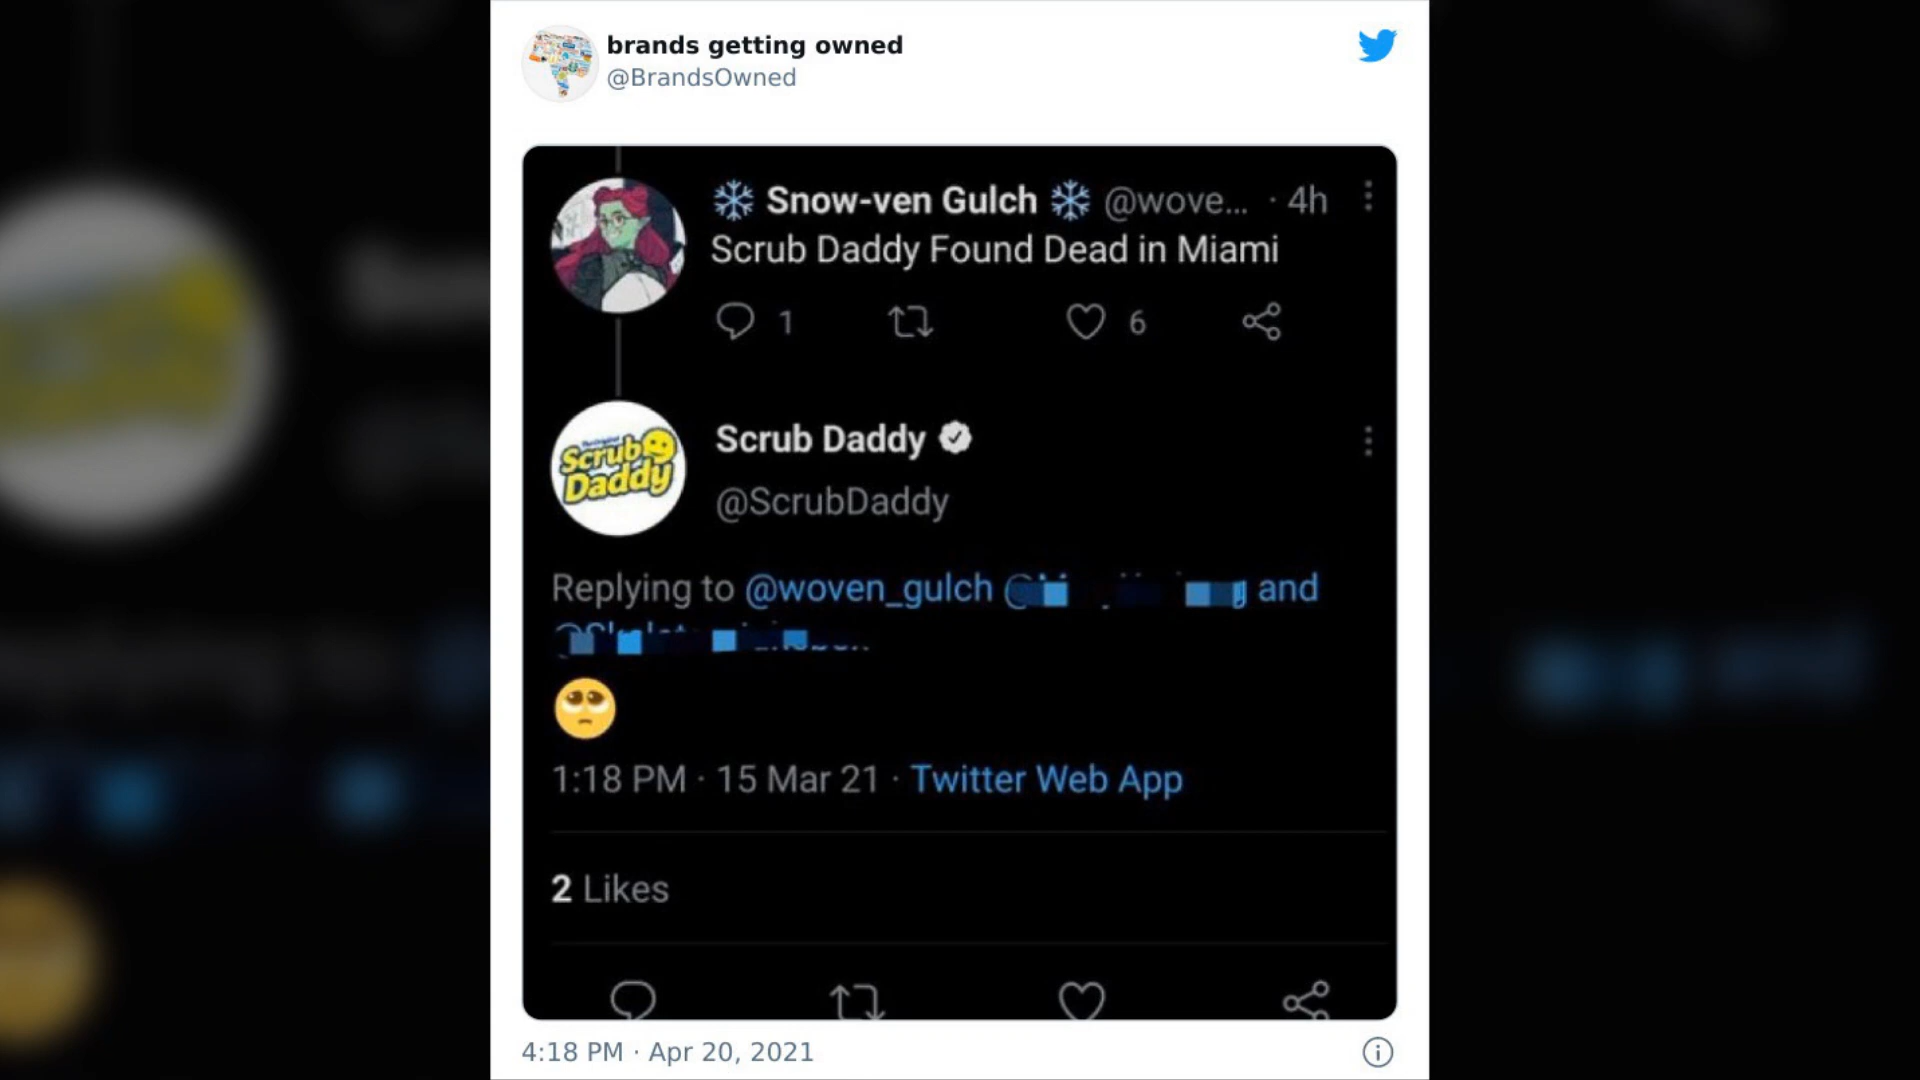 brands getting owned
@BrandsOwned
❄️ Snow-ven Gulch ❄️ @wove... · 4h
Scrub Daddy Found Dead in Miami
1 6
Scrub Daddy
Scrub Daddy
@ScrubDaddy
Replying to @woven_gulch and
🥺
1:18 PM · 15 Mar 21 · Twitter Web App
2 Likes
4:18 PM · Apr 20, 2021